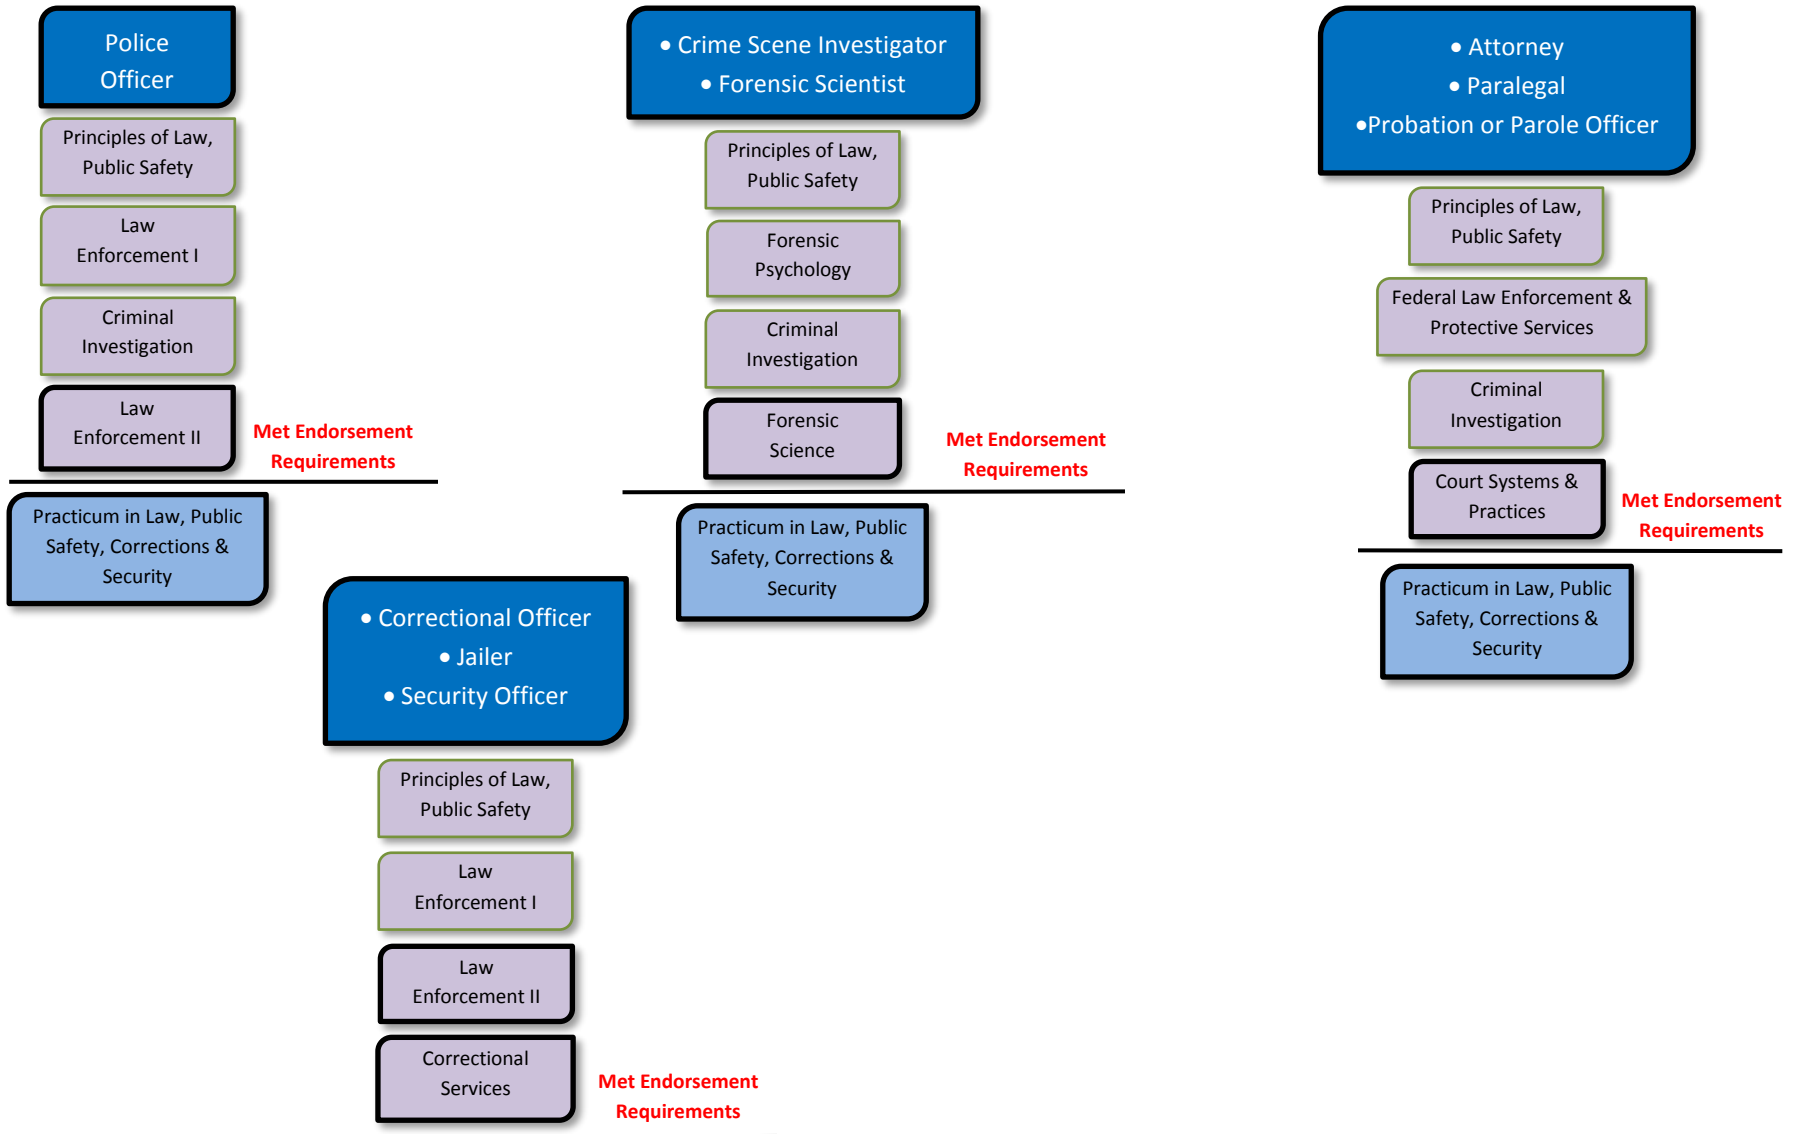 Police
Officer
Principles of Law,
Public Safety
Law
Enforcement I
Criminal
Investigation
Law
Enforcement II
Met Endorsement
Requirements
Practicum in Law, Public
Safety, Corrections &
Security
• Correctional Officer
• Jailer
• Security Officer
Principles of Law,
Public Safety
Law
Enforcement I
Law
Enforcement II
Correctional
Services
Met Endorsement
Requirements
• Crime Scene Investigator
• Forensic Scientist
Principles of Law,
Public Safety
Forensic
Psychology
Criminal
Investigation
Forensic
Science
Met Endorsement
Requirements
Practicum in Law, Public
Safety, Corrections &
Security
• Attorney
• Paralegal
•Probation or Parole Officer
Principles of Law,
Public Safety
Federal Law Enforcement &
Protective Services
Criminal
Investigation
Court Systems &
Practices
Met Endorsement
Requirements
Practicum in Law, Public
Safety, Corrections &
Security